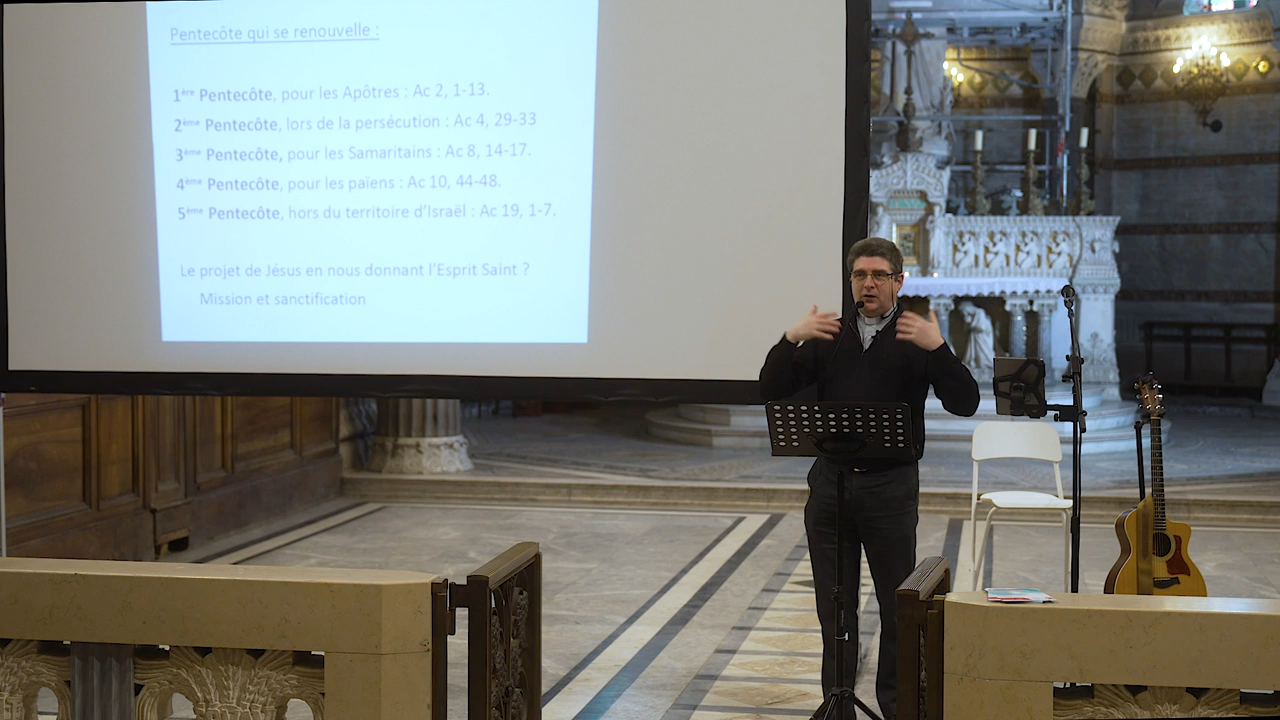 Pentecôte qui se renouvelle :
1ère Pentecôte, pour les Apôtres : Ac 2, 1-13.
2ème Pentecôte, lors de la persécution : Ac 4, 29-33
3ème Pentecôte, pour les Samaritains : Ac 8, 14-17.
4ème Pentecôte, pour les païens : Ac 10, 44-48.
5ème Pentecôte, hors du territoire d'Israël : Ac 19, 1-7.
Le projet de Jésus en nous donnant l'Esprit Saint ?
Mission et sanctification